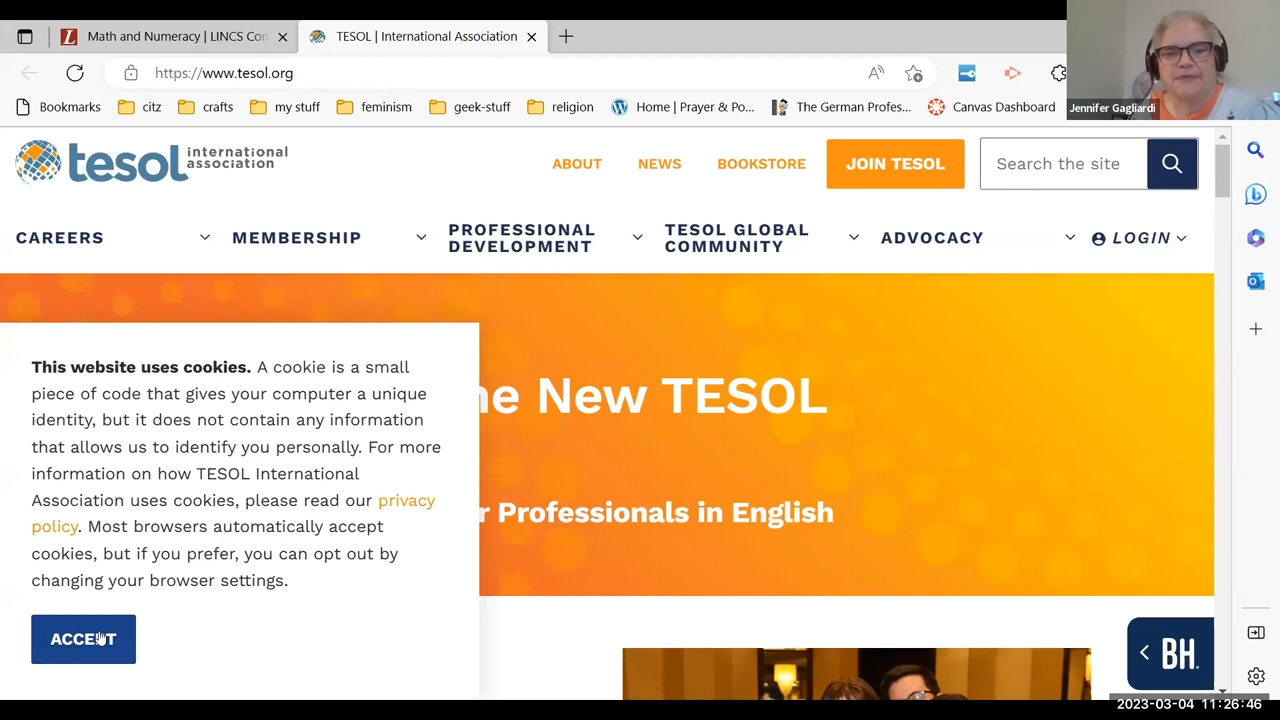 Math and Numeracy | LINCS Con
TESOL | International Association
https://www.tesol.org
Jennifer Gagliardi
Bookmarks
citz
crafts
my stuff
feminism
geek-stuff
religion
Home | Prayer & Po...
The German Profes...
Canvas Dashboard
tesol international association
ABOUT
NEWS
BOOKSTORE
JOIN TESOL
Search the site
CAREERS
MEMBERSHIP
PROFESSIONAL
DEVELOPMENT
TESOL GLOBAL
COMMUNITY
ADVOCACY
LOGIN
This website uses cookies. A cookie is a small
piece of code that gives your computer a unique
identity, but it does not contain any information
that allows us to identify you personally. For more
information on how TESOL International
Association uses cookies, please read our privacy
policy. Most browsers automatically accept
cookies, but if you prefer, you can opt out by
changing your browser settings.
ACCEPT
he New TESOL
r Professionals in English
BH
2023-03-04 11:26:46